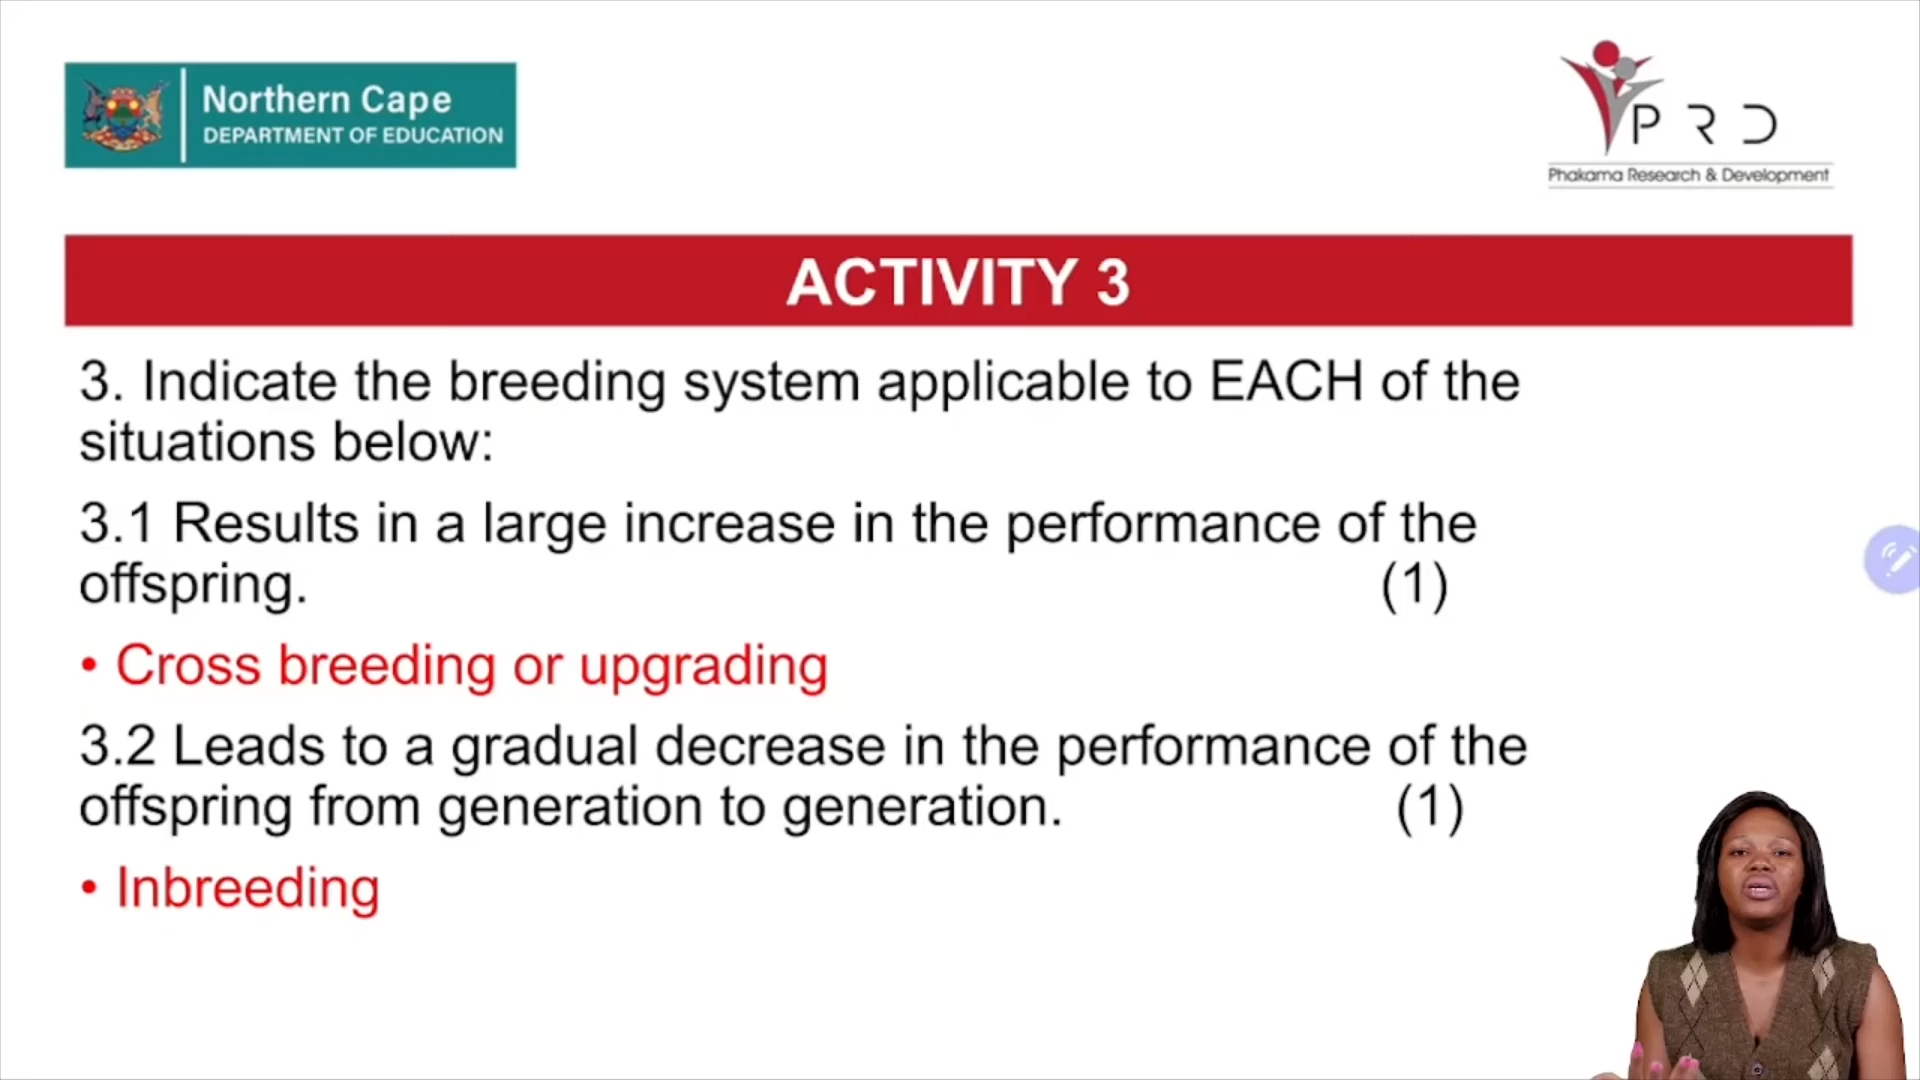 Northern Cape
DEPARTMENT OF EDUCATION
PRD
Phakama Research & Development
ACTIVITY 3
3. Indicate the breeding system applicable to EACH of the
situations below:
3.1 Results in a large increase in the performance of the
offspring. (1)
• Cross breeding or upgrading
3.2 Leads to a gradual decrease in the performance of the
offspring from generation to generation. (1)
• Inbreeding